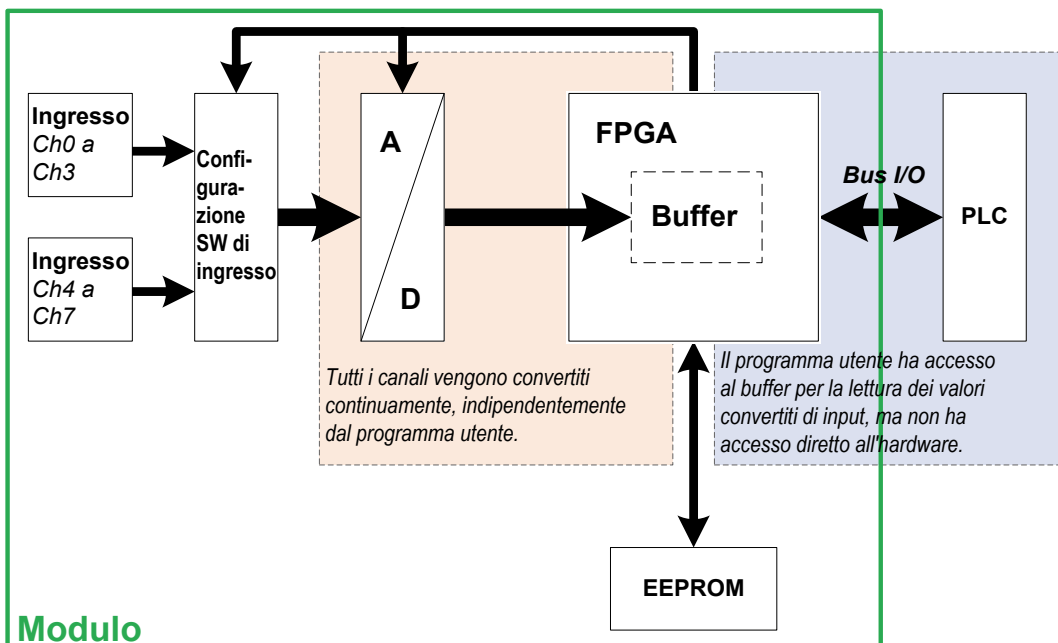 Ingresso
Ch0 a
Ch3
Ingresso
Ch4 a
Ch7
Confi-
gura-
zione
SW di
ingresso
A
D
FPGA
Buffer
Bus I/O
PLC
Tutti i canali vengono convertiti
continuamente, indipendentemente
dal programma utente.
Il programma utente ha accesso
al buffer per la lettura dei valori
convertiti di input, ma non ha
accesso diretto all'hardware.
EEPROM
Modulo